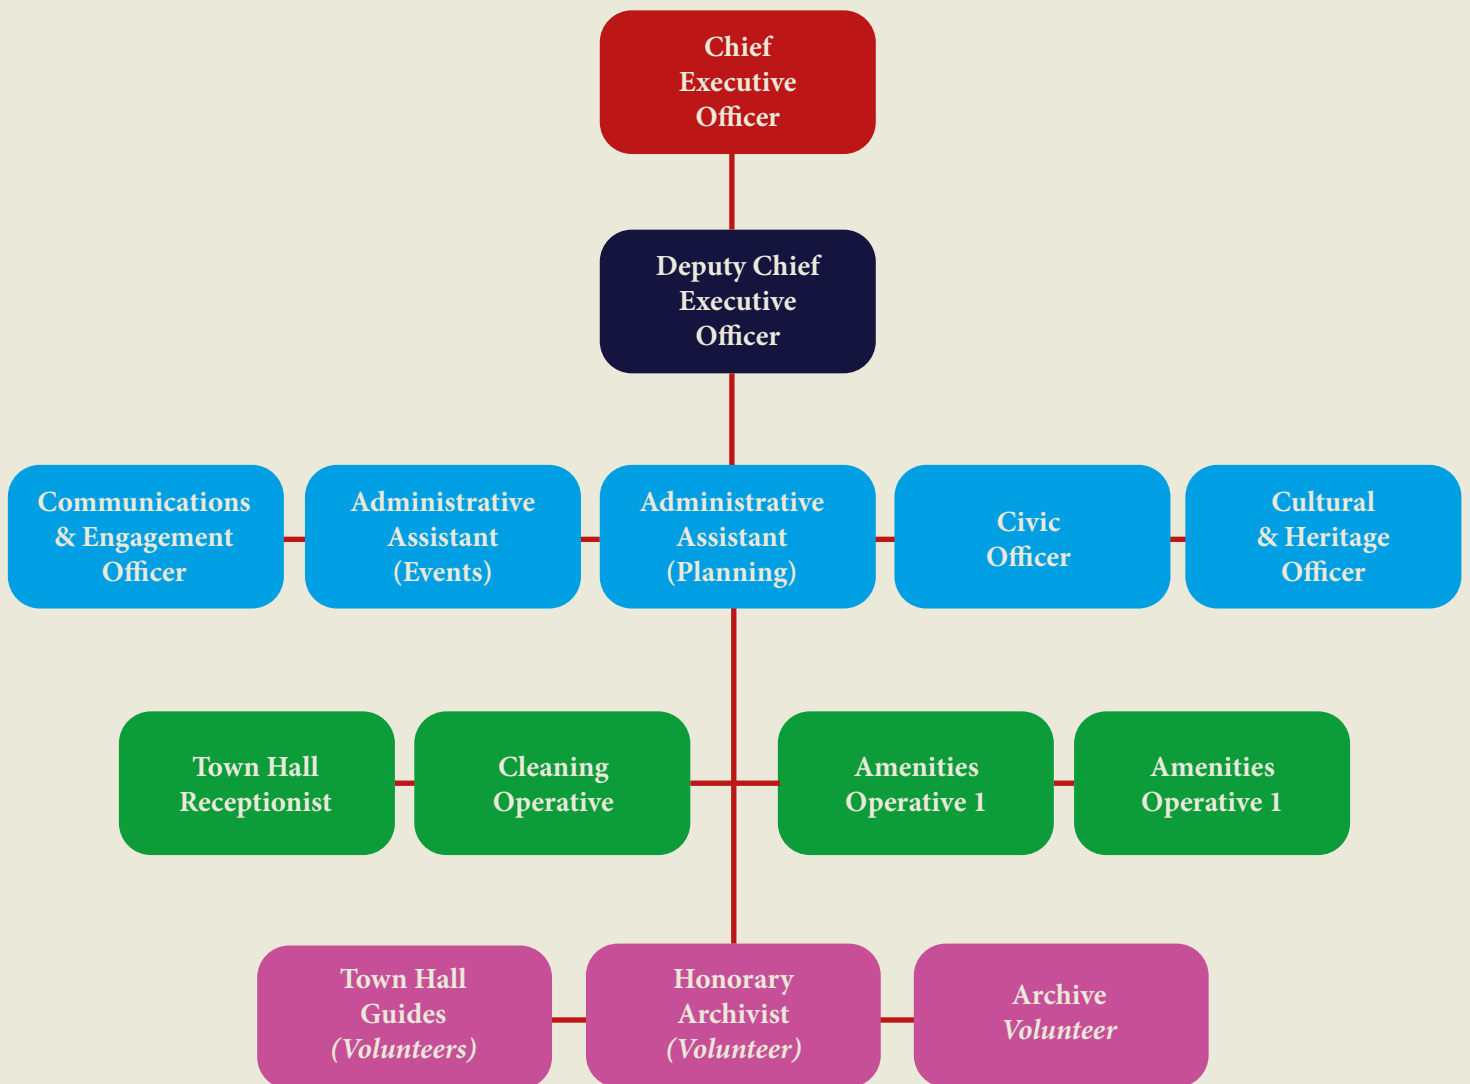 Chief
Executive
Officer
Deputy Chief
Executive
Officer
Communications
& Engagement
Officer
Administrative
Assistant
(Events)
Administrative
Assistant
(Planning)
Civic
Officer
Cultural
& Heritage
Officer
Town Hall
Receptionist
Cleaning
Operative
Amenities
Operative 1
Amenities
Operative 1
Town Hall
Guides
(Volunteers)
Honorary
Archivist
(Volunteer)
Archive
Volunteer